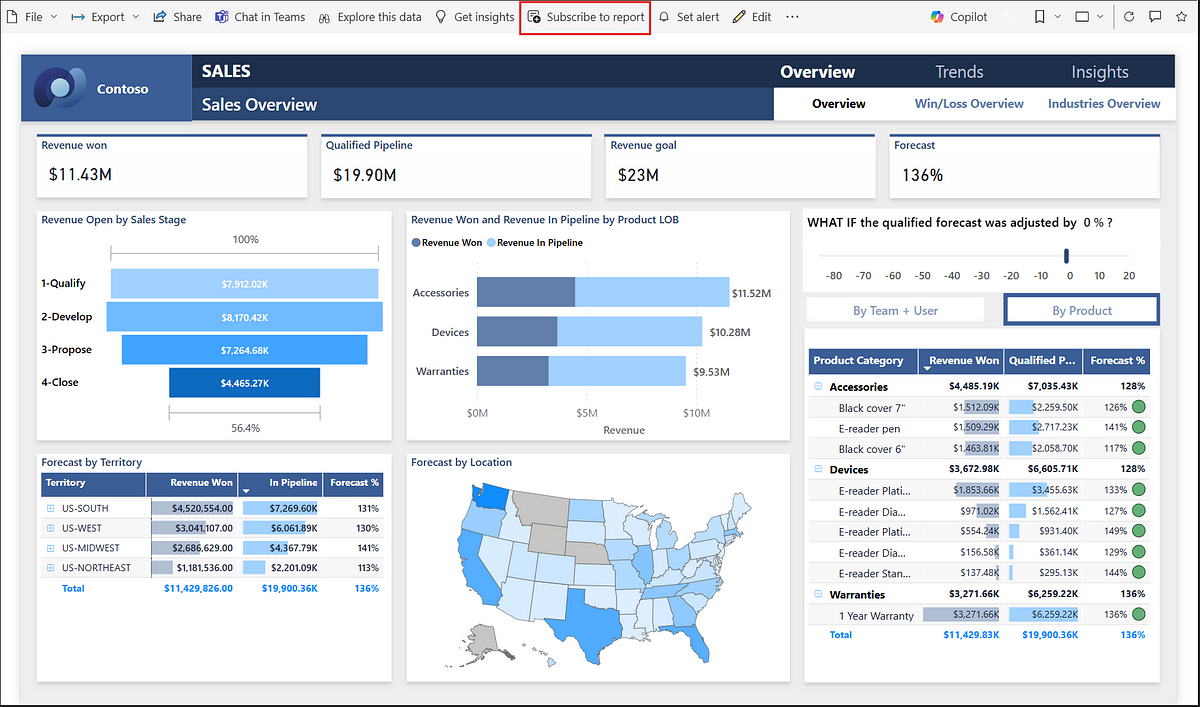 File Export Share Chat in Teams Explore this data Get insights Subscribe to report Set alert Edit ... Copilot
Contoso
SALES
Sales Overview
Overview Trends Insights
Overview Win/Loss Overview Industries Overview
Revenue won
$11.43M
Qualified Pipeline
$19.90M
Revenue goal
$23M
Forecast
136%
Revenue Open by Sales Stage
100%
1-Qualify $7,912.02K
2-Develop $8,170.42K
3-Propose $7,264.68K
4-Close $4,465.27K
56.4%
Revenue Won and Revenue In Pipeline by Product LOB
Revenue Won Revenue In Pipeline
Accessories $11.52M
Devices $10.28M
Warranties $9.53M
$0M $5M $10M
Revenue
WHAT IF the qualified forecast was adjusted by 0 % ?
-80 -70 -60 -50 -40 -30 -20 -10 0 10 20
By Team + User By Product
Product Category Revenue Won Qualified P... Forecast %
Accessories $4,485.19K $7,035.43K 128%
Black cover 7" $1,512.09K $2,259.50K 126%
E-reader pen $1,509.29K $2,717.23K 141%
Black cover 6" $1,463.81K $2,058.70K 117%
Devices $3,672.98K $6,605.71K 128%
E-reader Plati... $1,853.66K $3,455.63K 133%
E-reader Dia... $971.02K $1,562.41K 127%
E-reader Plati... $554.24K $931.40K 149%
E-reader Dia... $156.58K $361.14K 129%
E-reader Stan... $137.48K $295.13K 144%
Warranties $3,271.66K $6,259.22K 136%
1 Year Warranty $3,271.66K $6,259.22K 136%
Total $11,429.83K $19,900.36K 136%
Forecast by Territory
Territory Revenue Won In Pipeline Forecast %
US-SOUTH $4,520,554.00 $7,269.60K 131%
US-WEST $3,041,107.00 $6,061.89K 130%
US-MIDWEST $2,686,629.00 $4,367.79K 141%
US-NORTHEAST $1,181,536.00 $2,201.09K 113%
Total $11,429,826.00 $19,900.36K 136%
Forecast by Location